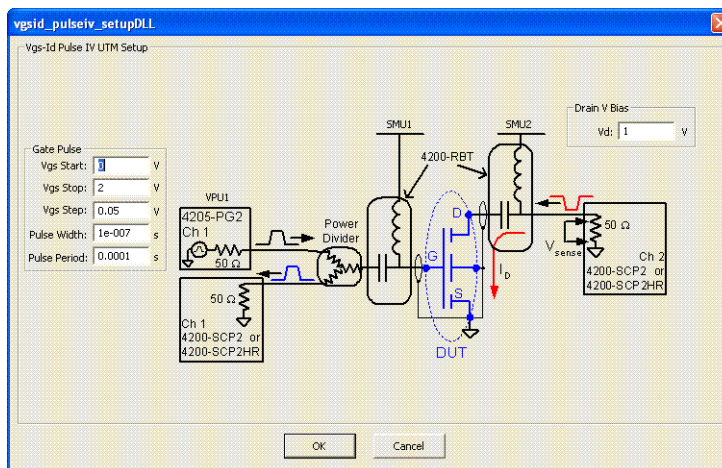 vgsid_pulseiv_setupDLL
Vgs-Id Pulse IV UTM Setup
Gate Pulse
Vgs Start: 0 V
Vgs Stop: 2 V
Vgs Step: 0.05 V
Pulse Width: 1e-007 s
Pulse Period: 0.0001 s
Drain V Bias
Vd: 1 V
SMU1
SMU2
4200-RBT
VPU1
4205-PG2
Ch 1
50 Ω
Power
Divider
50 Ω
Ch 1
4200-SCP2 or
4200-SCP2HR
D
G
S
I D
DUT
50 Ω
V sense
Ch 2
4200-SCP2 or
4200-SCP2HR
OK
Cancel